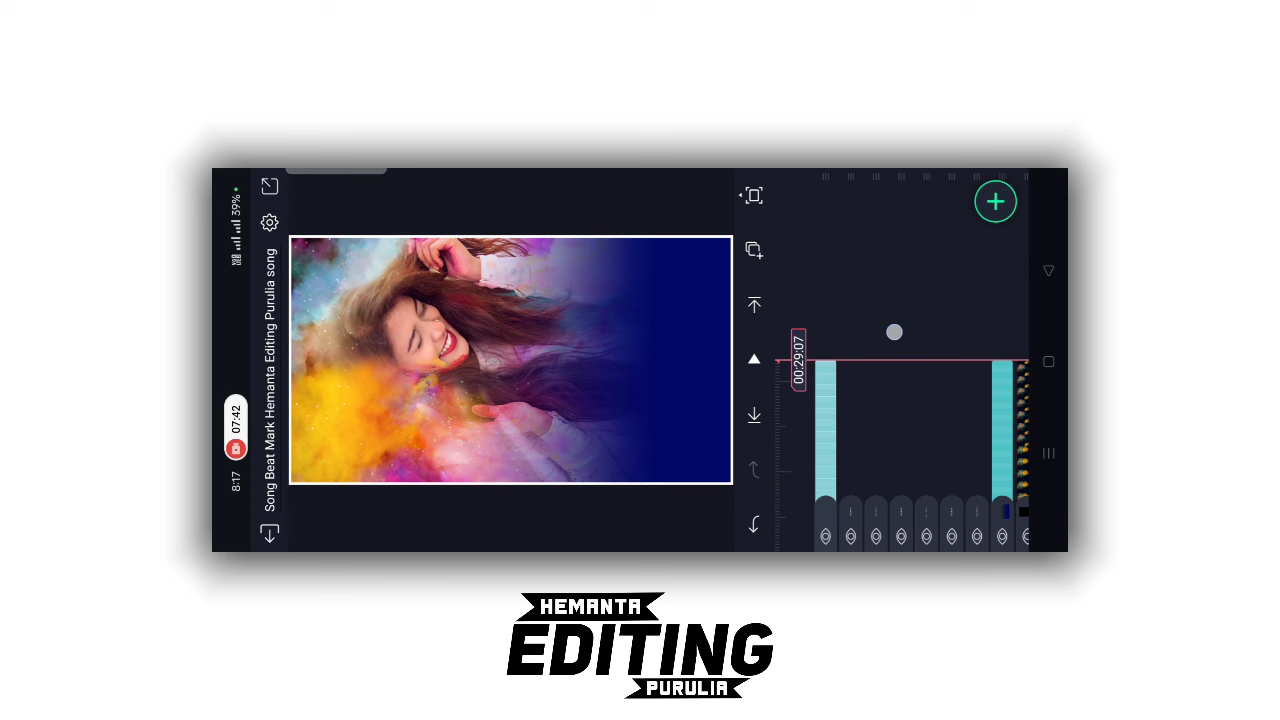 8:17 07:42 39%
Song Beat Mark Hemanta Editing Purulia song
00:29:07
HEMANTA
EDITING
PURULIA